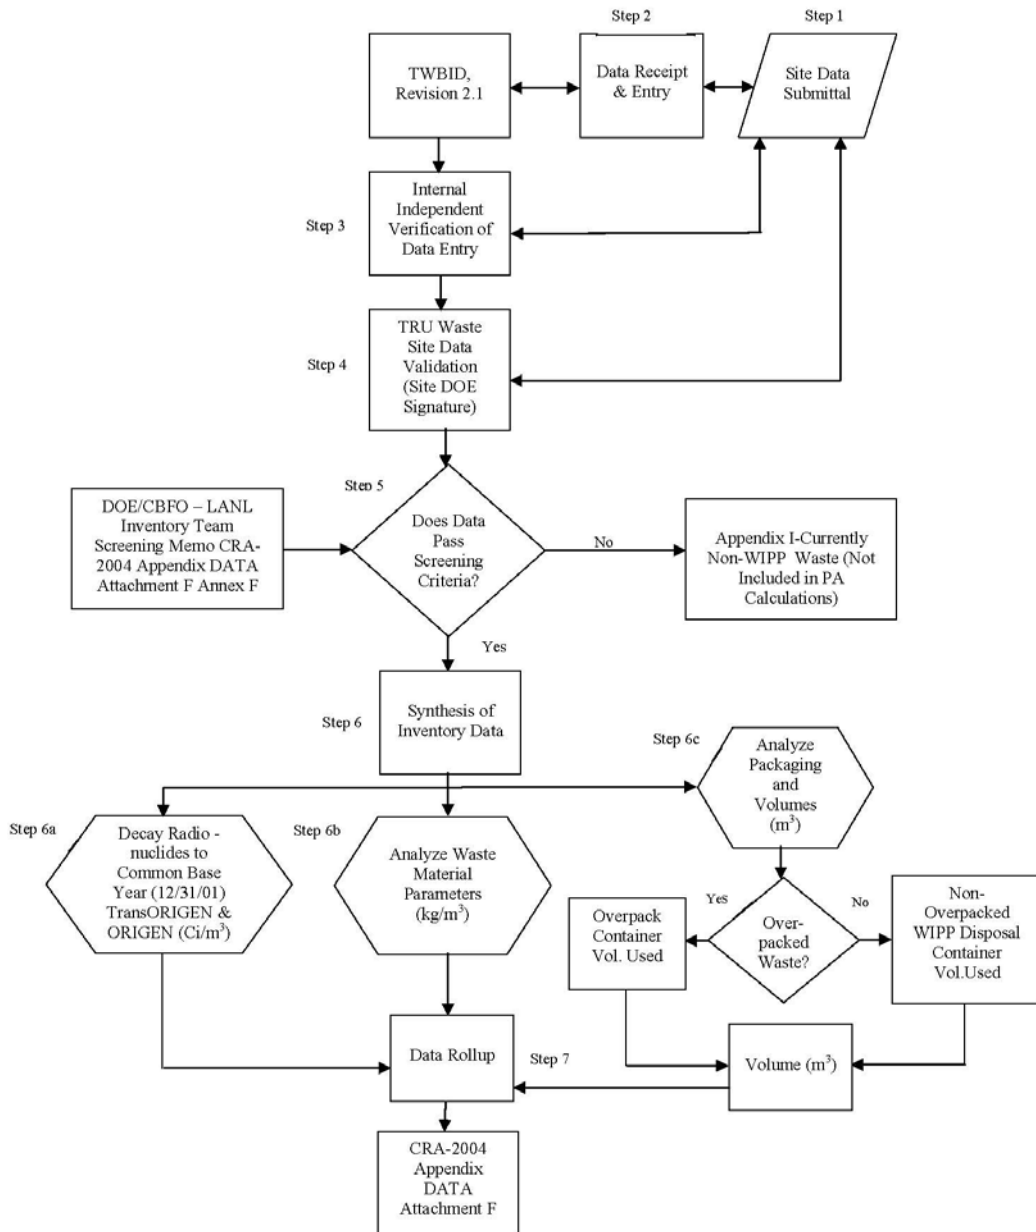 Step 2
Step 1
TWBID,
Revision 2.1
Data Receipt
& Entry
Site Data
Submittal
Step 3
Internal
Independent
Verification of
Data Entry
Step 4
TRU Waste
Site Data
Validation
(Site DOE
Signature)
Step 5
DOE/CBFO – LANL
Inventory Team
Screening Memo CRA-
2004 Appendix DATA
Attachment F Annex F
Does Data
Pass
Screening
Criteria?
No
Appendix I-Currently
Non-WIPP Waste (Not
Included in PA
Calculations)
Yes
Step 6
Synthesis of
Inventory Data
Step 6c
Analyze
Packaging
and
Volumes
(m³)
Step 6a
Decay Radio -
nuclides to
Common Base
Year (12/31/01)
TransORIGEN &
ORIGEN (Ci/m³)
Step 6b
Analyze Waste
Material
Parameters
(kg/m³)
Overpack
Container
Vol. Used
Yes
Over-
packed
Waste?
No
Non-
Overpacked
WIPP Disposal
Container
Vol.Used
Data Rollup
Step 7
Volume (m³)
CRA-2004
Appendix
DATA
Attachment F